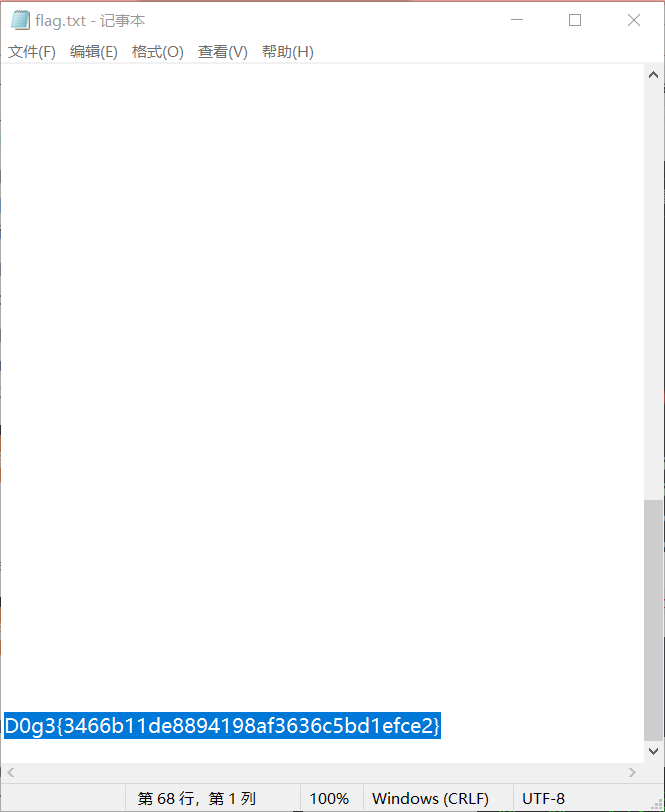 flag.txt - 记事本
文件(F) 编辑(E) 格式(O) 查看(V) 帮助(H)
D0g3{3466b11de8894198af3636c5bd1efce2}
第 68 行，第 1 列 100% Windows (CRLF) UTF-8